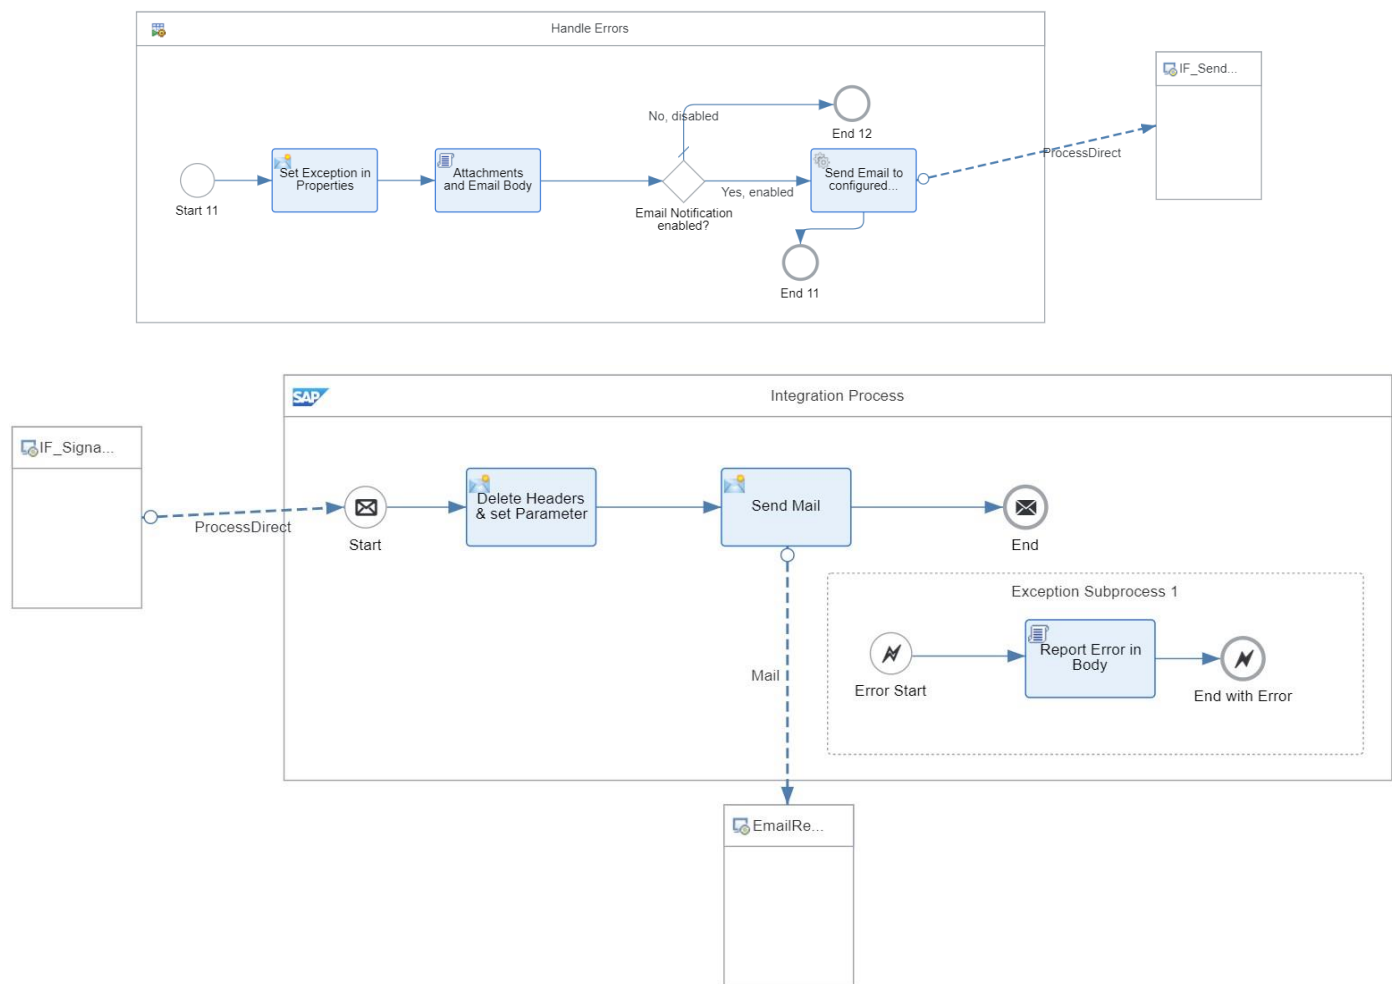 Handle Errors
IF_Send...
No, disabled
End 12
ProcessDirect
Set Exception in
Properties
Attachments
and Email Body
Send Email to
configured...
Yes, enabled
Start 11
Email Notification
enabled?
End 11
SAP
Integration Process
IF_Signa...
ProcessDirect
Start
Delete Headers
& set Parameter
Send Mail
End
Exception Subprocess 1
Error Start
Report Error in
Body
End with Error
Mail
EmailRe...